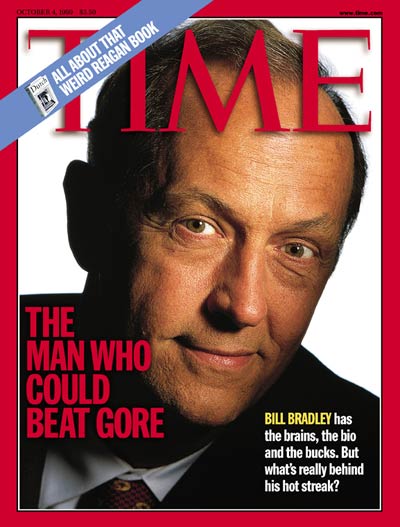 OCTOBER 4, 1999 $3.50
www.time.com
ALL ABOUT THAT
WEIRD REAGAN BOOK
Dutch
TIME
THE
MAN WHO
COULD
BEAT GORE
BILL BRADLEY has
the brains, the bio
and the bucks. But
what's really behind
his hot streak?